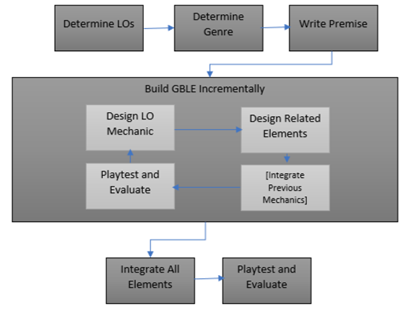 Determine LOs
Determine
Genre
Write Premise
Build GBLE Incrementally
Design LO
Mechanic
Design Related
Elements
[Integrate
Previous
Mechanics]
Playtest and
Evaluate
Integrate All
Elements
Playtest and
Evaluate